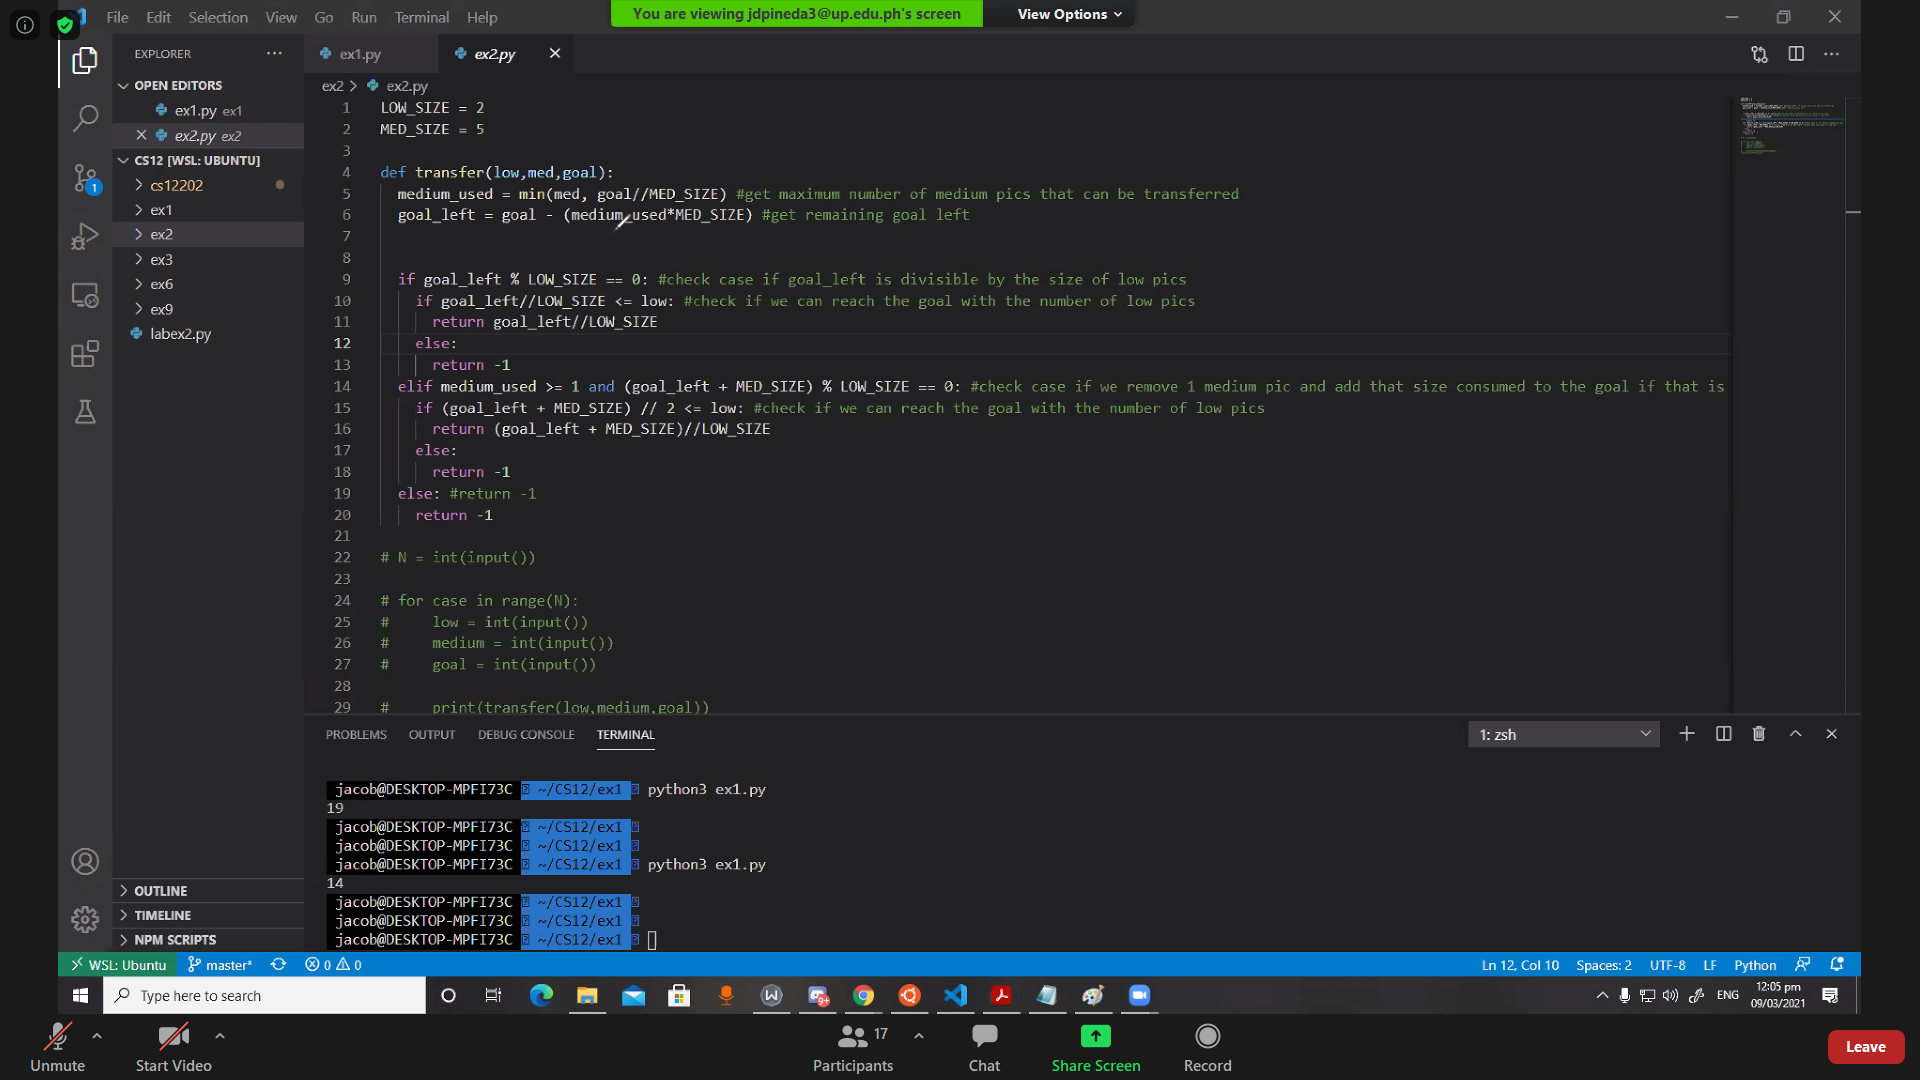 File Edit Selection View Go Run Terminal Help
You are viewing jdpineda3@up.edu.ph's screen View Options
EXPLORER
OPEN EDITORS
ex1.py ex1
ex2.py ex2
CS12 [WSL: UBUNTU]
cs12202
ex1
ex2
ex3
ex6
ex9
labex2.py
OUTLINE
TIMELINE
NPM SCRIPTS
1
ex1.py ex2.py
ex2 > ex2.py
1 LOW_SIZE = 2
2 MED_SIZE = 5
3
4 def transfer(low,med,goal):
5 medium_used = min(med, goal//MED_SIZE) #get maximum number of medium pics that can be transferred
6 goal_left = goal - (medium_used*MED_SIZE) #get remaining goal left
7
8
9 if goal_left % LOW_SIZE == 0: #check case if goal_left is divisible by the size of low pics
10 if goal_left//LOW_SIZE <= low: #check if we can reach the goal with the number of low pics
11 return goal_left//LOW_SIZE
12 else:
13 return -1
14 elif medium_used >= 1 and (goal_left + MED_SIZE) % LOW_SIZE == 0: #check case if we remove 1 medium pic and add that size consumed to the goal if that is
15 if (goal_left + MED_SIZE) // 2 <= low: #check if we can reach the goal with the number of low pics
16 return (goal_left + MED_SIZE)//LOW_SIZE
17 else:
18 return -1
19 else: #return -1
20 return -1
21
22 # N = int(input())
23
24 # for case in range(N):
25 # low = int(input())
26 # medium = int(input())
27 # goal = int(input())
28
29 # print(transfer(low,medium,goal))
PROBLEMS OUTPUT DEBUG CONSOLE TERMINAL 1: zsh
jacob@DESKTOP-MPFI73C ~/CS12/ex1 python3 ex1.py
19
jacob@DESKTOP-MPFI73C ~/CS12/ex1
jacob@DESKTOP-MPFI73C ~/CS12/ex1
jacob@DESKTOP-MPFI73C ~/CS12/ex1 python3 ex1.py
14
jacob@DESKTOP-MPFI73C ~/CS12/ex1
jacob@DESKTOP-MPFI73C ~/CS12/ex1
jacob@DESKTOP-MPFI73C ~/CS12/ex1
WSL: Ubuntu master* 0 0 Ln 12, Col 10 Spaces: 2 UTF-8 LF Python
Type here to search ENG 12:05 pm
09/03/2021
Unmute Start Video Participants 17 Chat Share Screen Record Leave